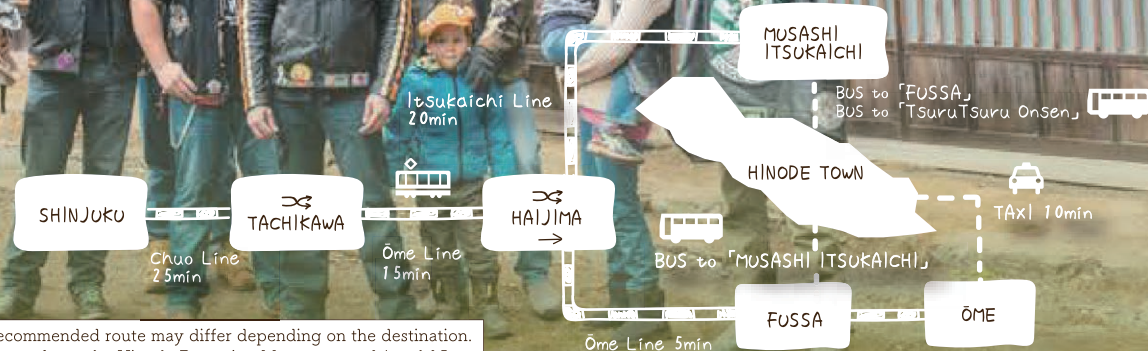 MUSASHI
ITSUKAICHI
Itsukaichi Line
20min
BUS to 「FUSSA」
BUS to 「TsuruTsuru Onsen」
HINODE TOWN
SHINJUKU
TACHIKAWA
HAIJIMA
TAxI 10min
Chuo Line
25min
Ōme Line
15min
BUS to 「MUSASHI ITSUKAICHI」
FUSSA
ŌME
Ōme Line 5min
ecommended route may differ depending on the destination.